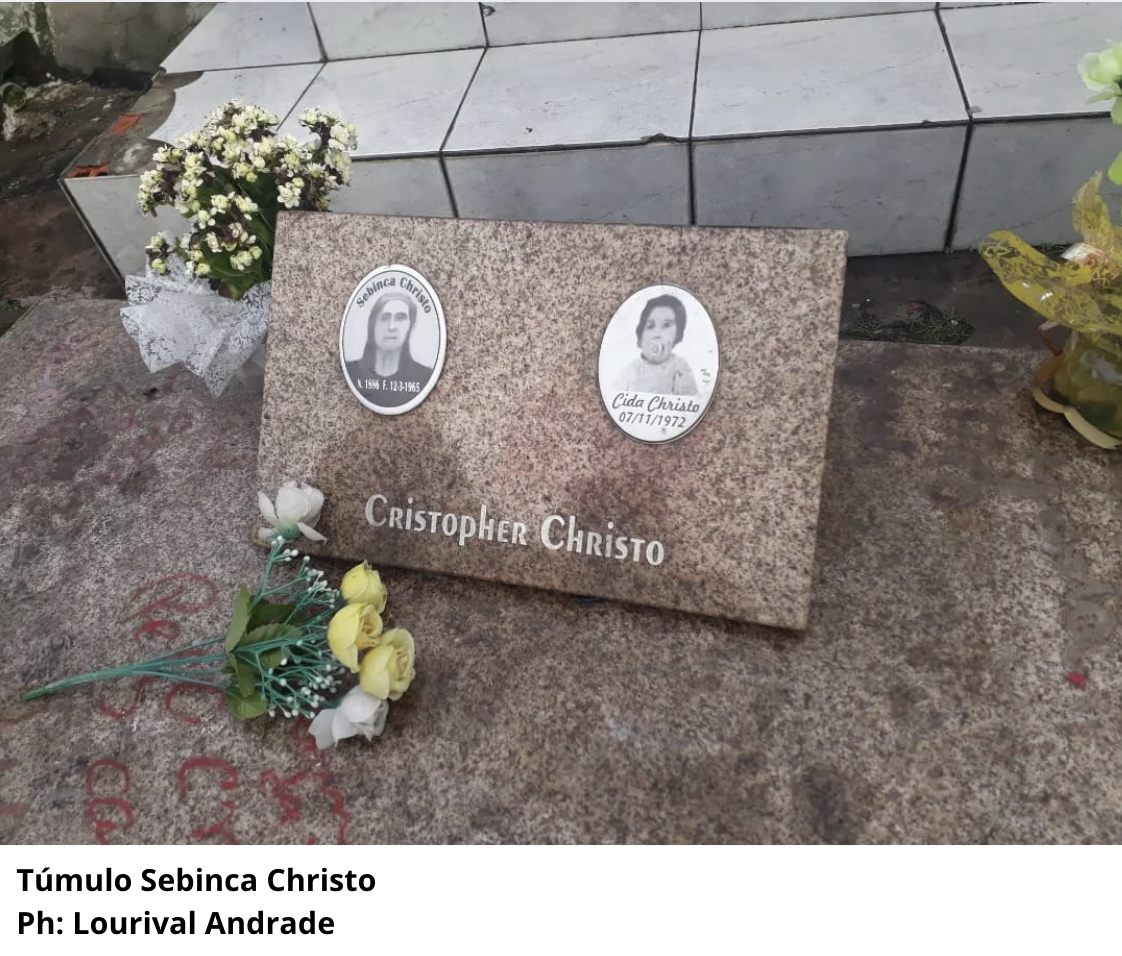 Sebinca Christo
N. 1886 F. 12-3-1965
Cida Christo
07/11/1972
Cristopher Christo
Túmulo Sebinca Christo
Ph: Lourival Andrade